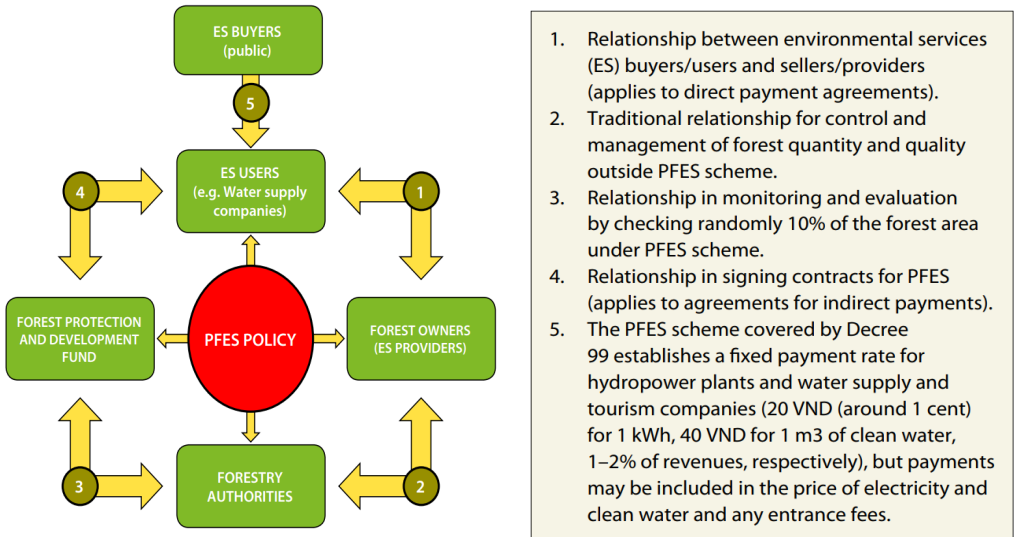 ES BUYERS
(public)
5
ES USERS
(e.g. Water supply
companies)
4
1
FOREST PROTECTION
AND DEVELOPMENT
FUND
PFES POLICY
FOREST OWNERS
(ES PROVIDERS)
3
FORESTRY
AUTHORITIES
2
1. Relationship between environmental services
(ES) buyers/users and sellers/providers
(applies to direct payment agreements).
2. Traditional relationship for control and
management of forest quantity and quality
outside PFES scheme.
3. Relationship in monitoring and evaluation
by checking randomly 10% of the forest area
under PFES scheme.
4. Relationship in signing contracts for PFES
(applies to agreements for indirect payments).
5. The PFES scheme covered by Decree
99 establishes a fixed payment rate for
hydropower plants and water supply and
tourism companies (20 VND (around 1 cent)
for 1 kWh, 40 VND for 1 m3 of clean water,
1–2% of revenues, respectively), but payments
may be included in the price of electricity and
clean water and any entrance fees.